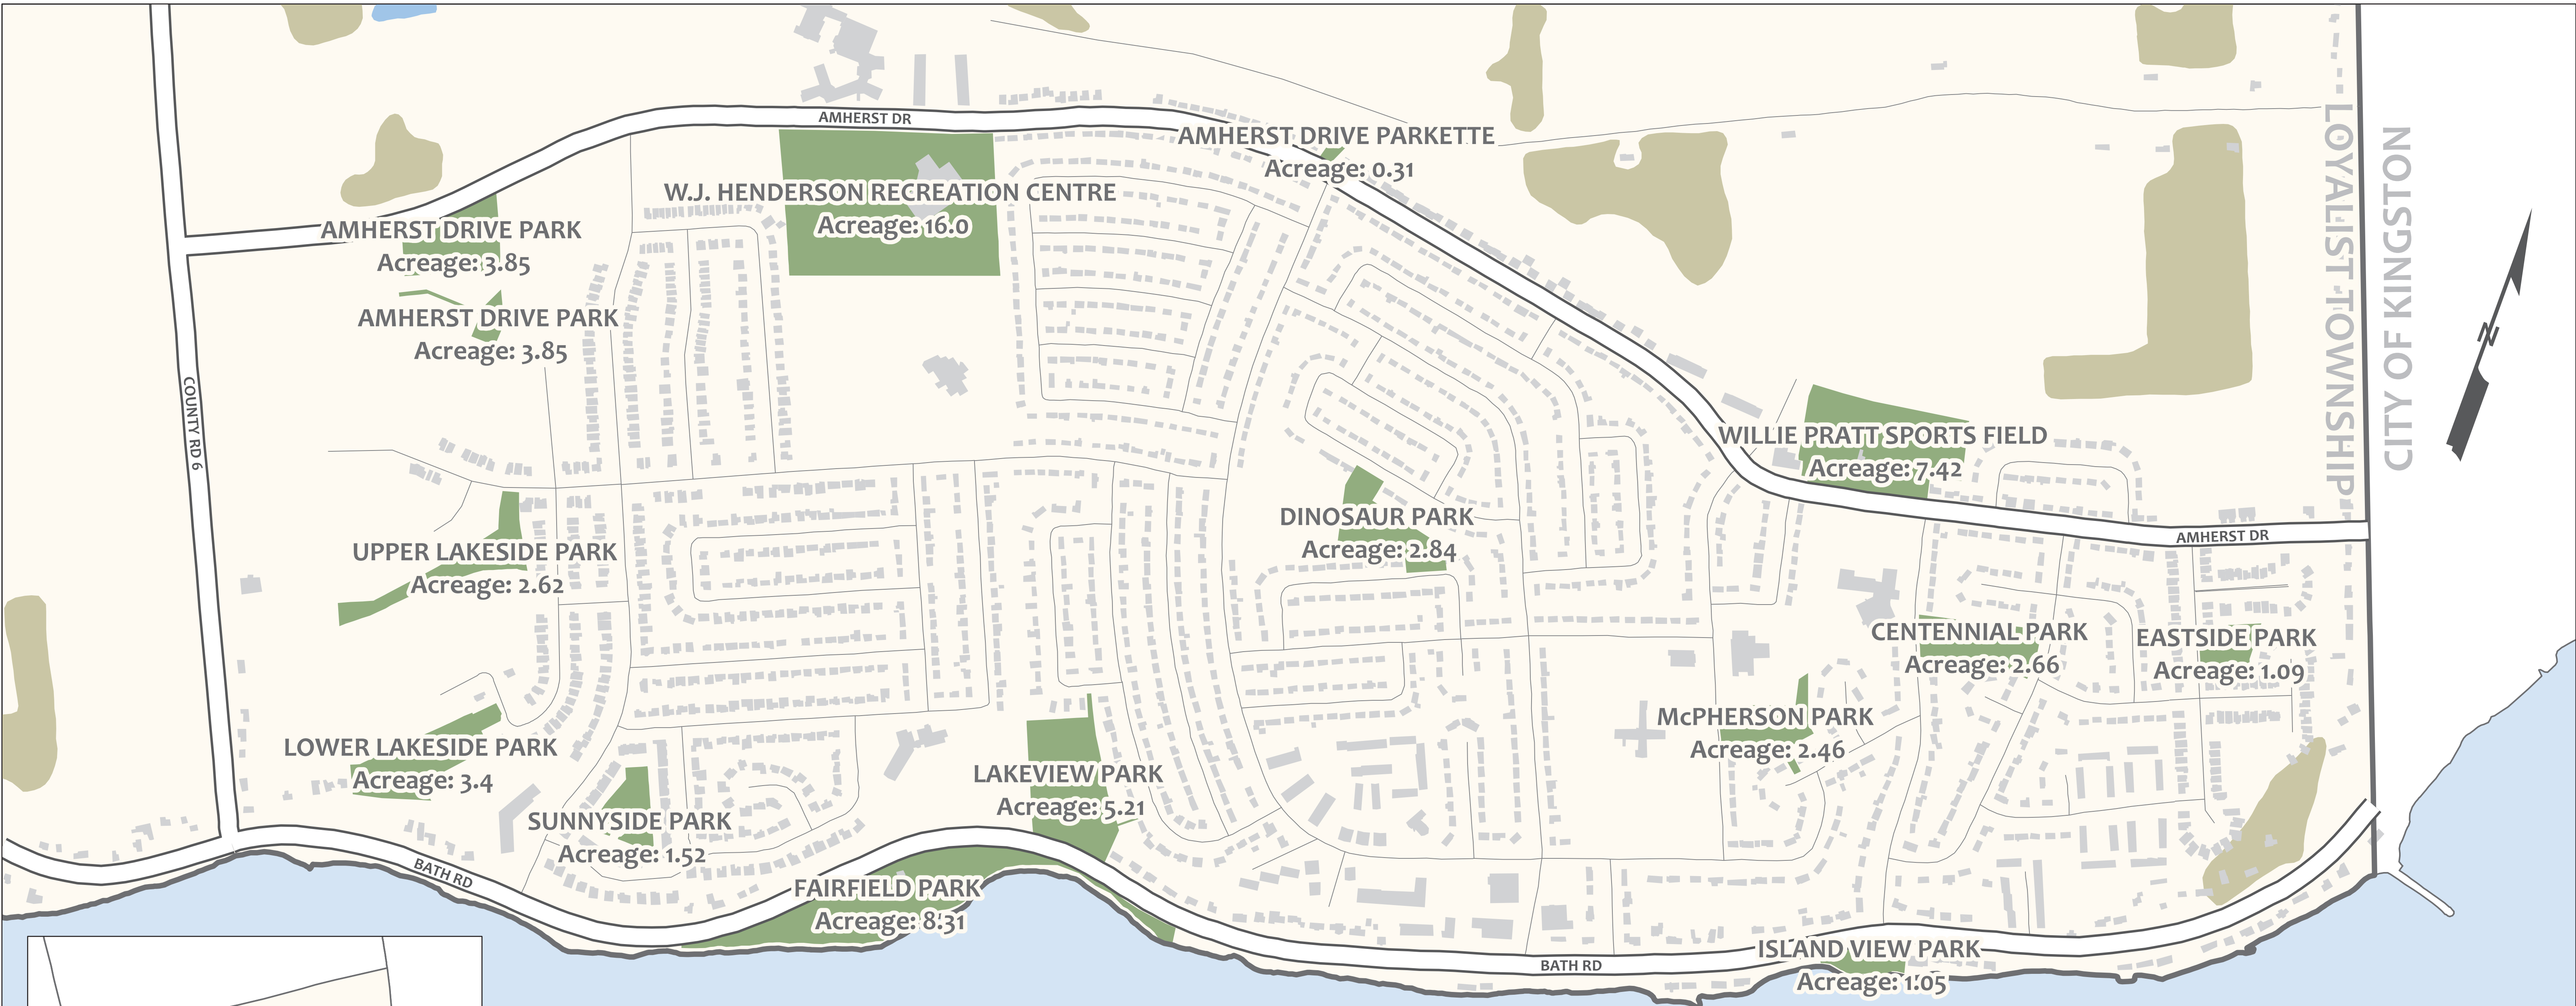 AMHERST DR
AMHERST DRIVE PARKETTE
Acreage: 0.31
W.J. HENDERSON RECREATION CENTRE
Acreage: 16.0
AMHERST DRIVE PARK
Acreage: 3.85
AMHERST DRIVE PARK
Acreage: 3.85
COUNTY RD 6
LOYALIST TOWNSHIP
CITY OF KINGSTON
N
WILLIE PRATT SPORTS FIELD
Acreage: 7.42
DINOSAUR PARK
Acreage: 2.84
AMHERST DR
UPPER LAKESIDE PARK
Acreage: 2.62
CENTENNIAL PARK
Acreage: 2.66
EASTSIDE PARK
Acreage: 1.09
McPHERSON PARK
Acreage: 2.46
LOWER LAKESIDE PARK
Acreage: 3.4
LAKEVIEW PARK
Acreage: 5.21
SUNNYSIDE PARK
Acreage: 1.52
BATH RD
FAIRFIELD PARK
Acreage: 8.31
ISLAND VIEW PARK
Acreage: 1.05
BATH RD